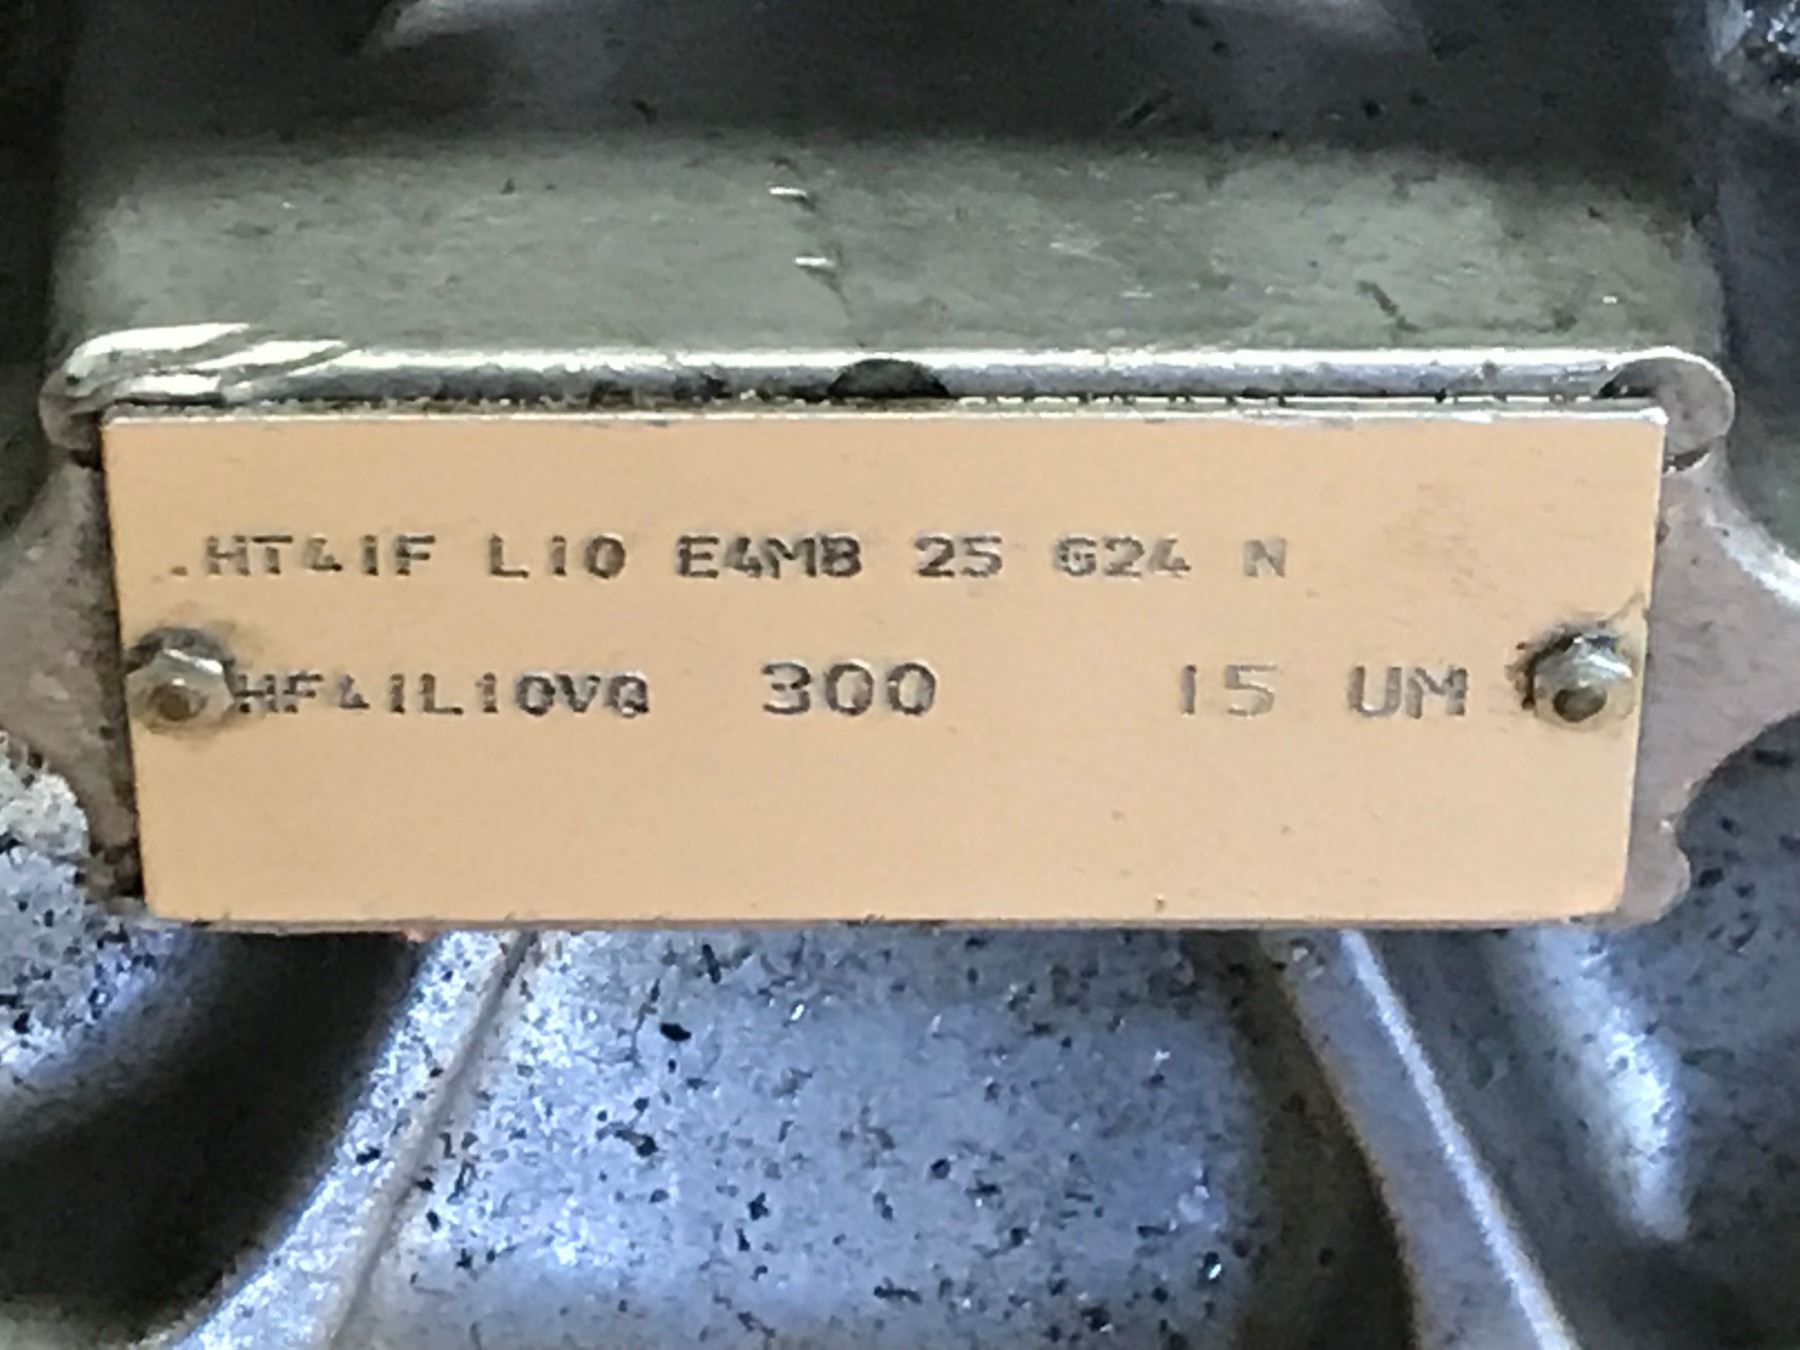 .HT41F L10 E4MB 25 G24 N
HF41L10VQ 300 15 UM